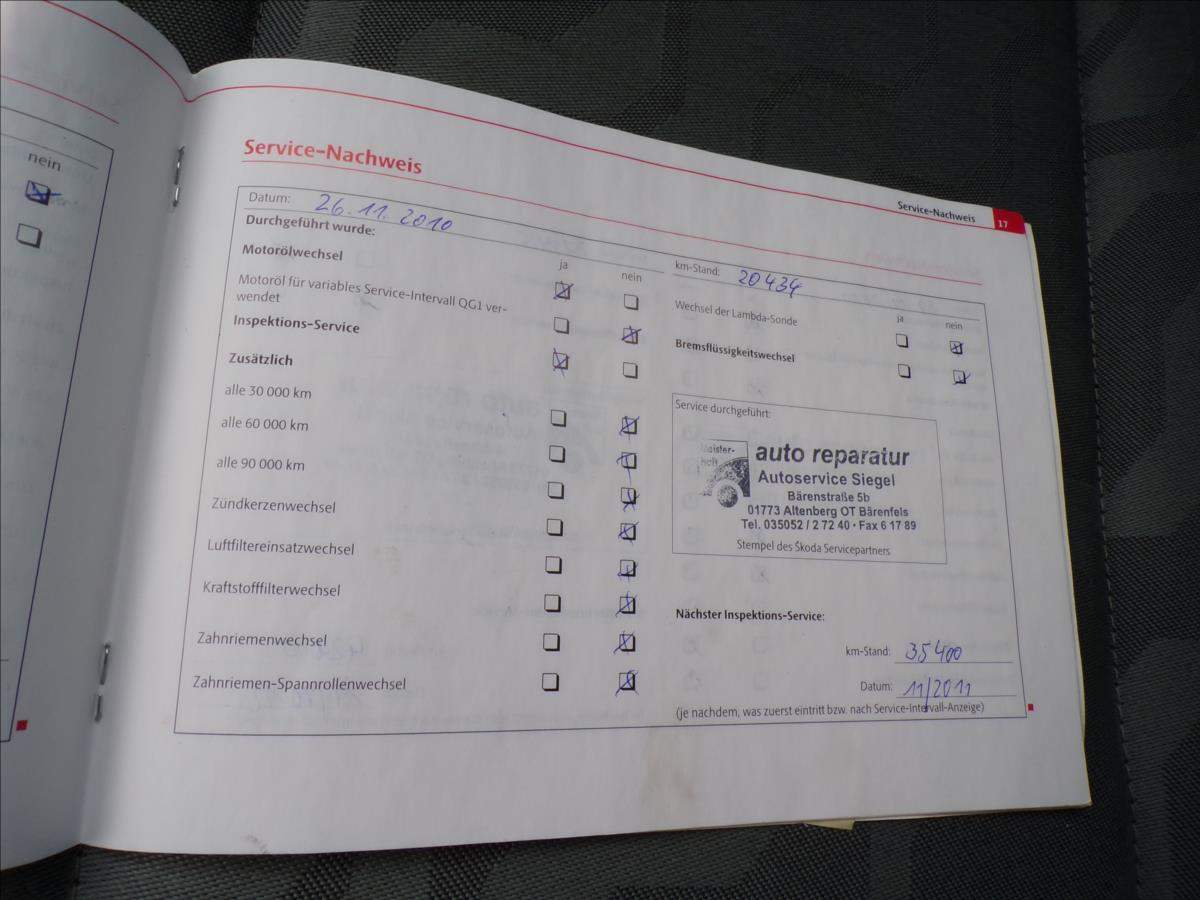 nein
Service-Nachweis
17
Service-Nachweis
Datum: 26.11.2010
Durchgeführt wurde:
Motorölwechsel
ja
nein
Motoröl für variables Service-Intervall QG1 ver-
wendet
Inspektions-Service
Zusätzlich
alle 30 000 km
alle 60 000 km
alle 90 000 km
Zündkerzenwechsel
Luftfiltereinsatzwechsel
Kraftstofffilterwechsel
Zahnriemenwechsel
Zahnriemen-Spannrollenwechsel
km-Stand: 20434
ja
nein
Wechsel der Lambda-Sonde
Bremsflüssigkeitswechsel
Service durchgeführt:
Meister-
haft
auto reparatur
Autoservice Siegel
Bärenstraße 5b
01773 Altenberg OT Bärenfels
Tel. 035052 / 2 72 40 • Fax 6 17 89
Stempel des Škoda Servicepartners
Nächster Inspektions-Service:
km-Stand: 35400
Datum: 11/2011
(je nachdem, was zuerst eintritt bzw. nach Service-Intervall-Anzeige)